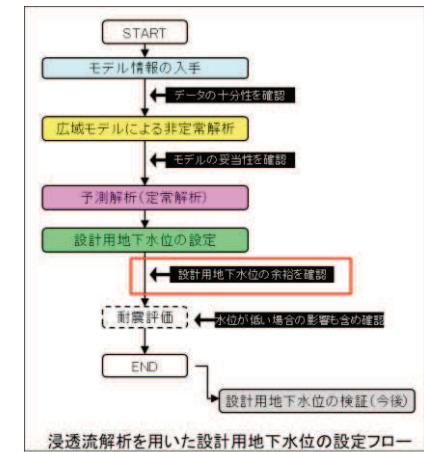 START
モデル情報の入手
データの十分性を確認
広域モデルによる非定常解析
モデルの妥当性を確認
予測解析(定常解析)
設計用地下水位の設定
設計用地下水位の余裕を確認
耐震評価
水位が低い場合の影響も含め確認
END
設計用地下水位の検証(今後)
浸透流解析を用いた設計用地下水位の設定フロー